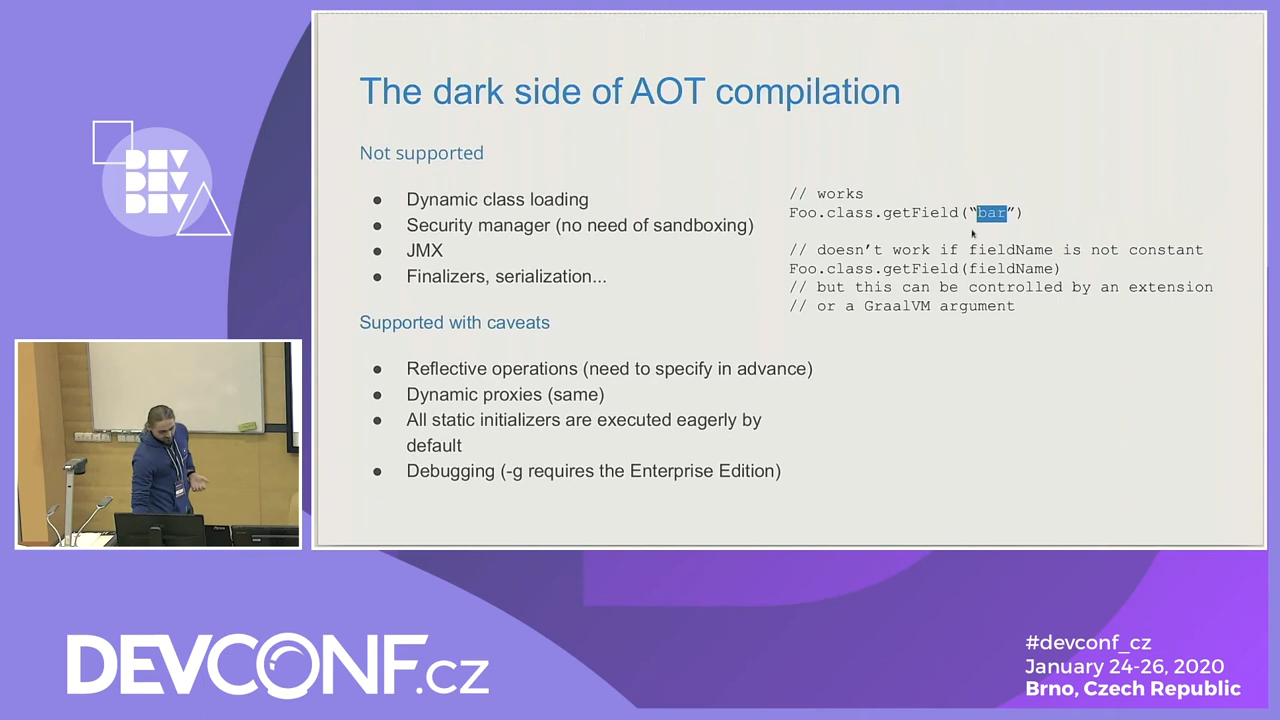 DEV
DEV
DEV
The dark side of AOT compilation
Not supported
● Dynamic class loading
● Security manager (no need of sandboxing)
● JMX
● Finalizers, serialization...
Supported with caveats
● Reflective operations (need to specify in advance)
● Dynamic proxies (same)
● All static initializers are executed eagerly by
default
● Debugging (-g requires the Enterprise Edition)
// works
Foo.class.getField(“bar”)
// doesn’t work if fieldName is not constant
Foo.class.getField(fieldName)
// but this can be controlled by an extension
// or a GraalVM argument
DEVCONF.cz
#devconf_cz
January 24-26, 2020
Brno, Czech Republic